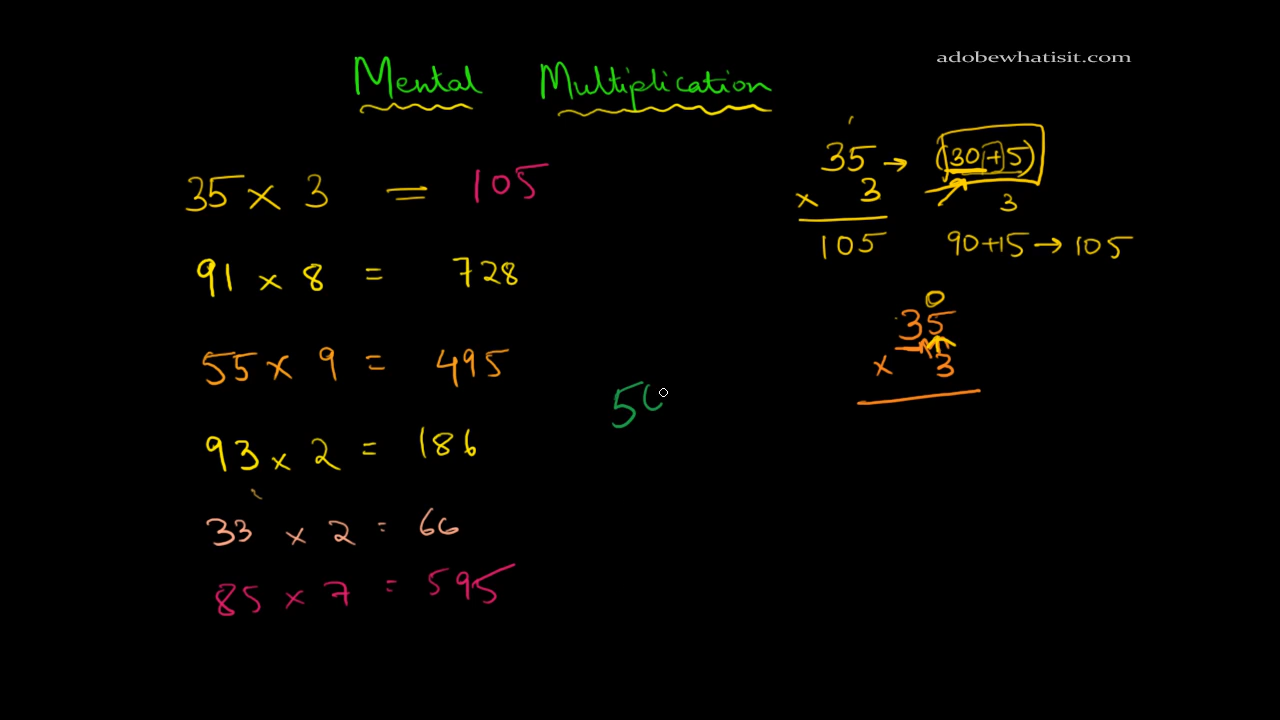 adobewhatisit.com
Mental Multiplication
35 × 3 = 105
91 × 8 = 728
55 × 9 = 495
93 × 2 = 186
33 × 2 = 66
85 × 7 = 595
50
35 → (30+5)
× 3 3
105 90+15 → 105
0
35
× 3